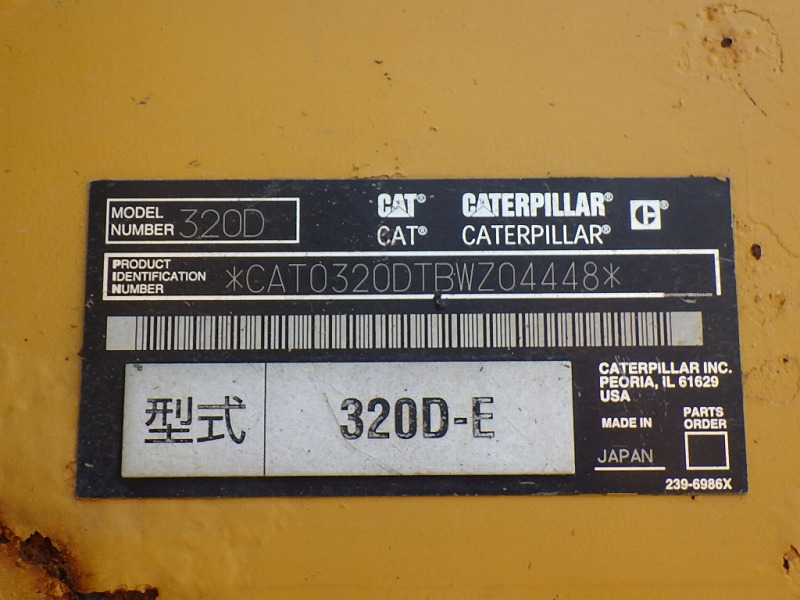 MODEL NUMBER 320D
CAT® CATERPILLAR® C®
CAT® CATERPILLAR®
PRODUCT IDENTIFICATION NUMBER *CAT0320DTBWZ04448*
型式 320D-E
CATERPILLAR INC.
PEORIA, IL 61629
USA
MADE IN JAPAN
PARTS ORDER
239-6986X